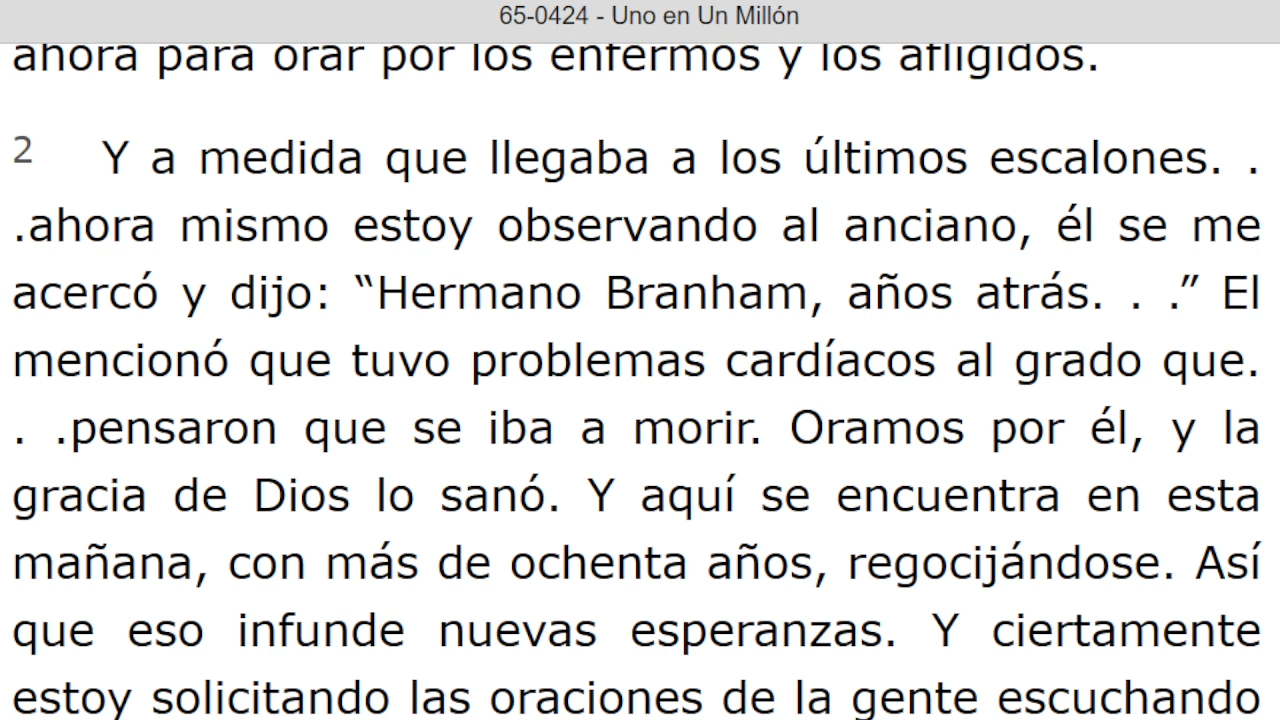 65-0424 - Uno en Un Millón
ahora para orar por los enfermos y los afligidos.
2 Y a medida que llegaba a los últimos escalones. .
.ahora mismo estoy observando al anciano, él se me
acercó y dijo: “Hermano Branham, años atrás. . .” El
mencionó que tuvo problemas cardíacos al grado que.
. .pensaron que se iba a morir. Oramos por él, y la
gracia de Dios lo sanó. Y aquí se encuentra en esta
mañana, con más de ochenta años, regocijándose. Así
que eso infunde nuevas esperanzas. Y ciertamente
estoy solicitando las oraciones de la gente escuchando